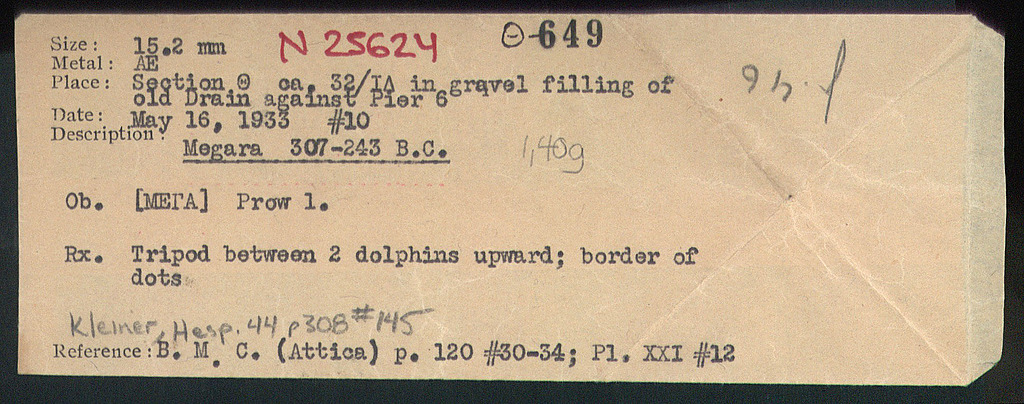 Size: 15.2 mm N 25624 Θ-649
Metal: AE
Place: Section Θ ca. 32/ΙΑ in gravel filling of
old Drain against Pier 6
Date: May 16, 1933 #10
Description:
Megara 307-243 B.C. 1,40g
Ob. [ΜΕΓΑ] Prow l.
Rx. Tripod between 2 dolphins upward; border of
dots
Kleiner, Hesp. 44 p308 #145
Reference: B. M. C. (Attica) p. 120 #30-34; Pl. XXI #12